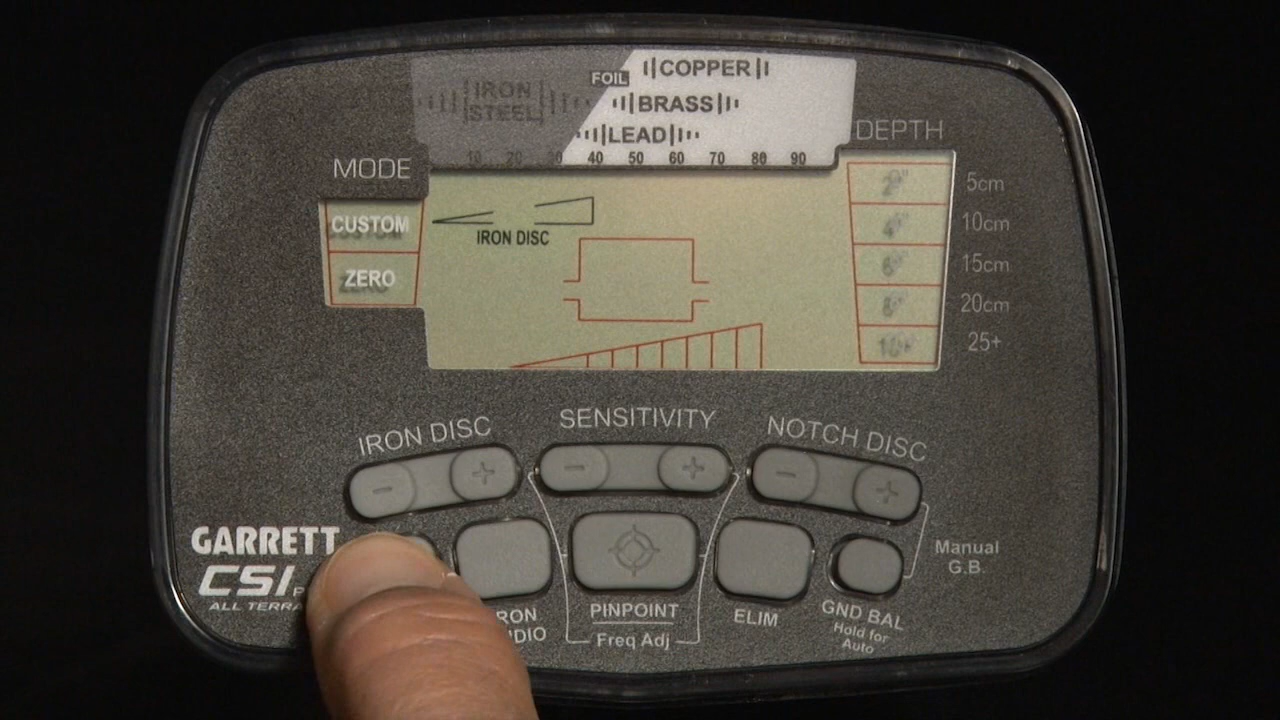 COPPER
FOIL
IRON STEEL
BRASS
LEAD
10 20 30 40 50 60 70 80 90
DEPTH
MODE
CUSTOM
ZERO
IRON DISC
2"
4"
6"
8"
10+
5cm
10cm
15cm
20cm
25+
IRON DISC
SENSITIVITY
NOTCH DISC
- +
- +
- +
GARRETT
CSI
ALL
PINPOINT
Freq Adj
ELIM
GND BAL
Hold for
Auto
Manual
G.B.